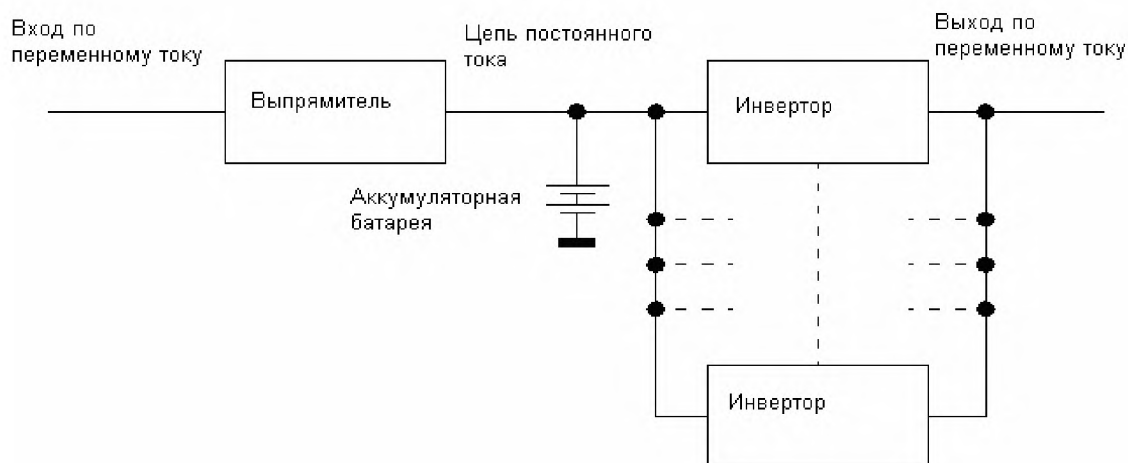 Вход по
переменному току
Цепь постоянного
тока
Выход по
переменному току
Выпрямитель
Инвертор
Аккумуляторная
батарея
Инвертор